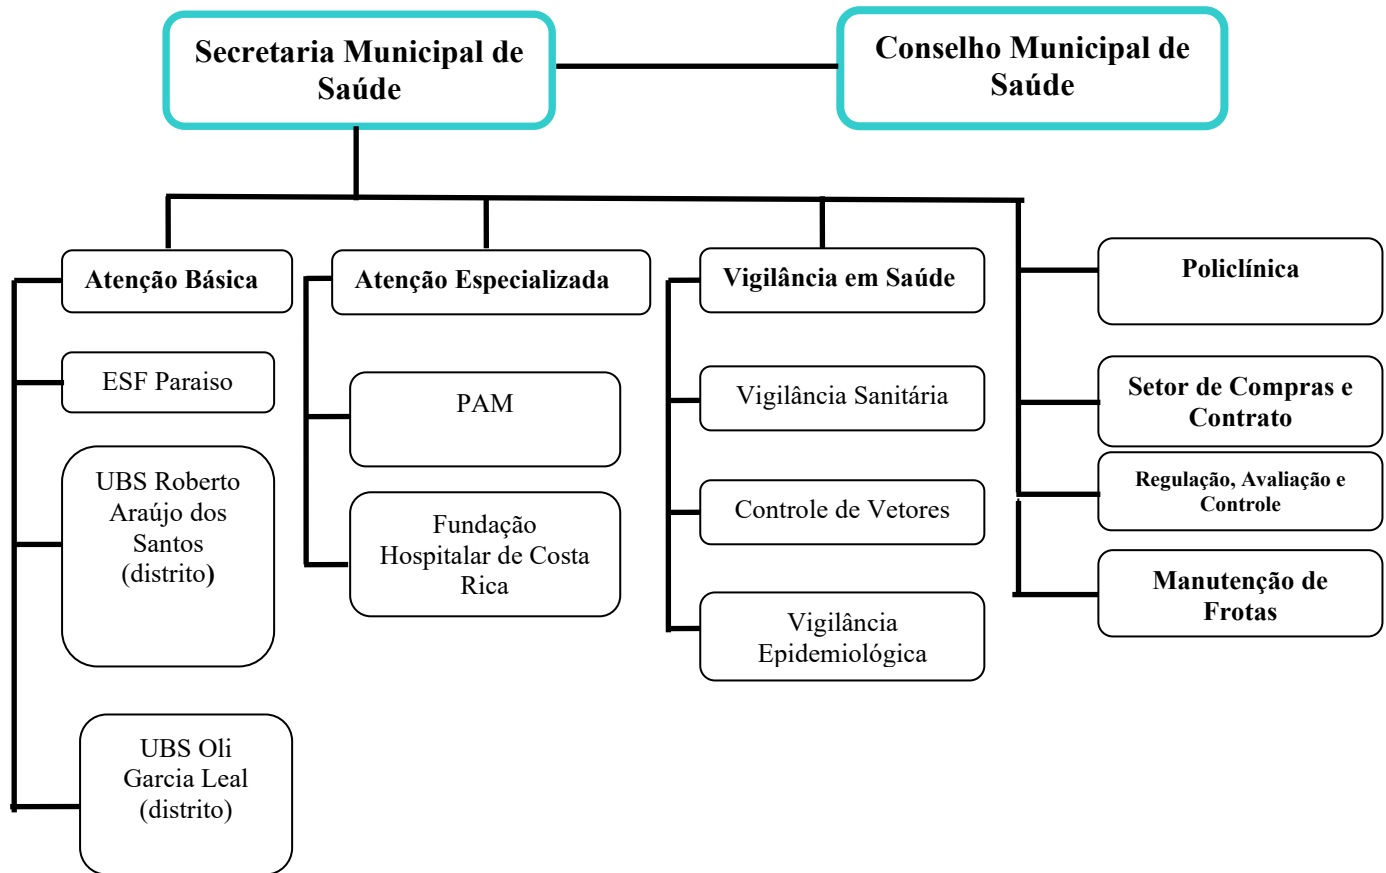 Secretaria Municipal de
Saúde
Conselho Municipal de
Saúde
Atenção Básica
ESF Paraiso
UBS Roberto
Araújo dos
Santos
(distrito)
UBS Oli
Garcia Leal
(distrito)
Atenção Especializada
PAM
Fundação
Hospitalar de Costa
Rica
Vigilância em Saúde
Vigilância Sanitária
Controle de Vetores
Vigilância
Epidemiológica
Policlínica
Setor de Compras e
Contrato
Regulação, Avaliação e
Controle
Manutenção de
Frotas